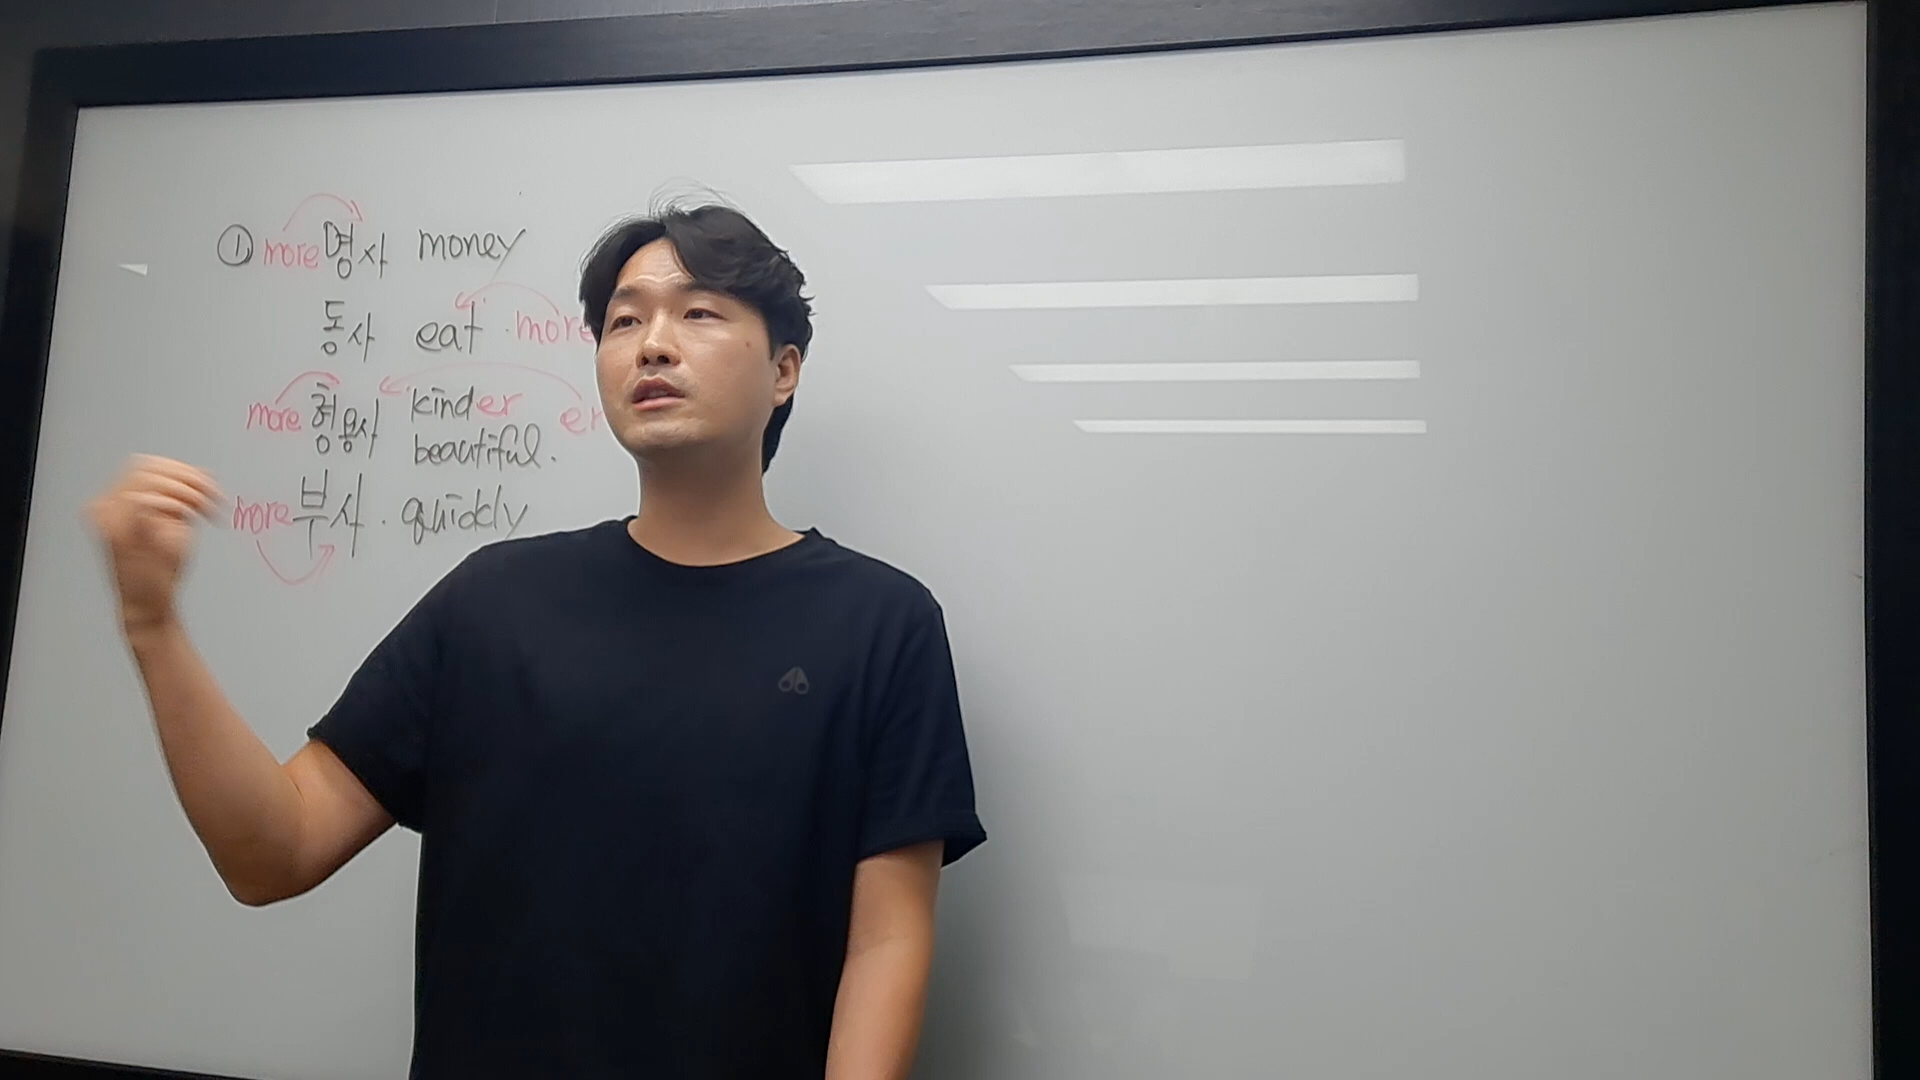 ① more 명사 money
동사 eat more
more 형용사 kinder er
beautiful.
more 부사 . quickly